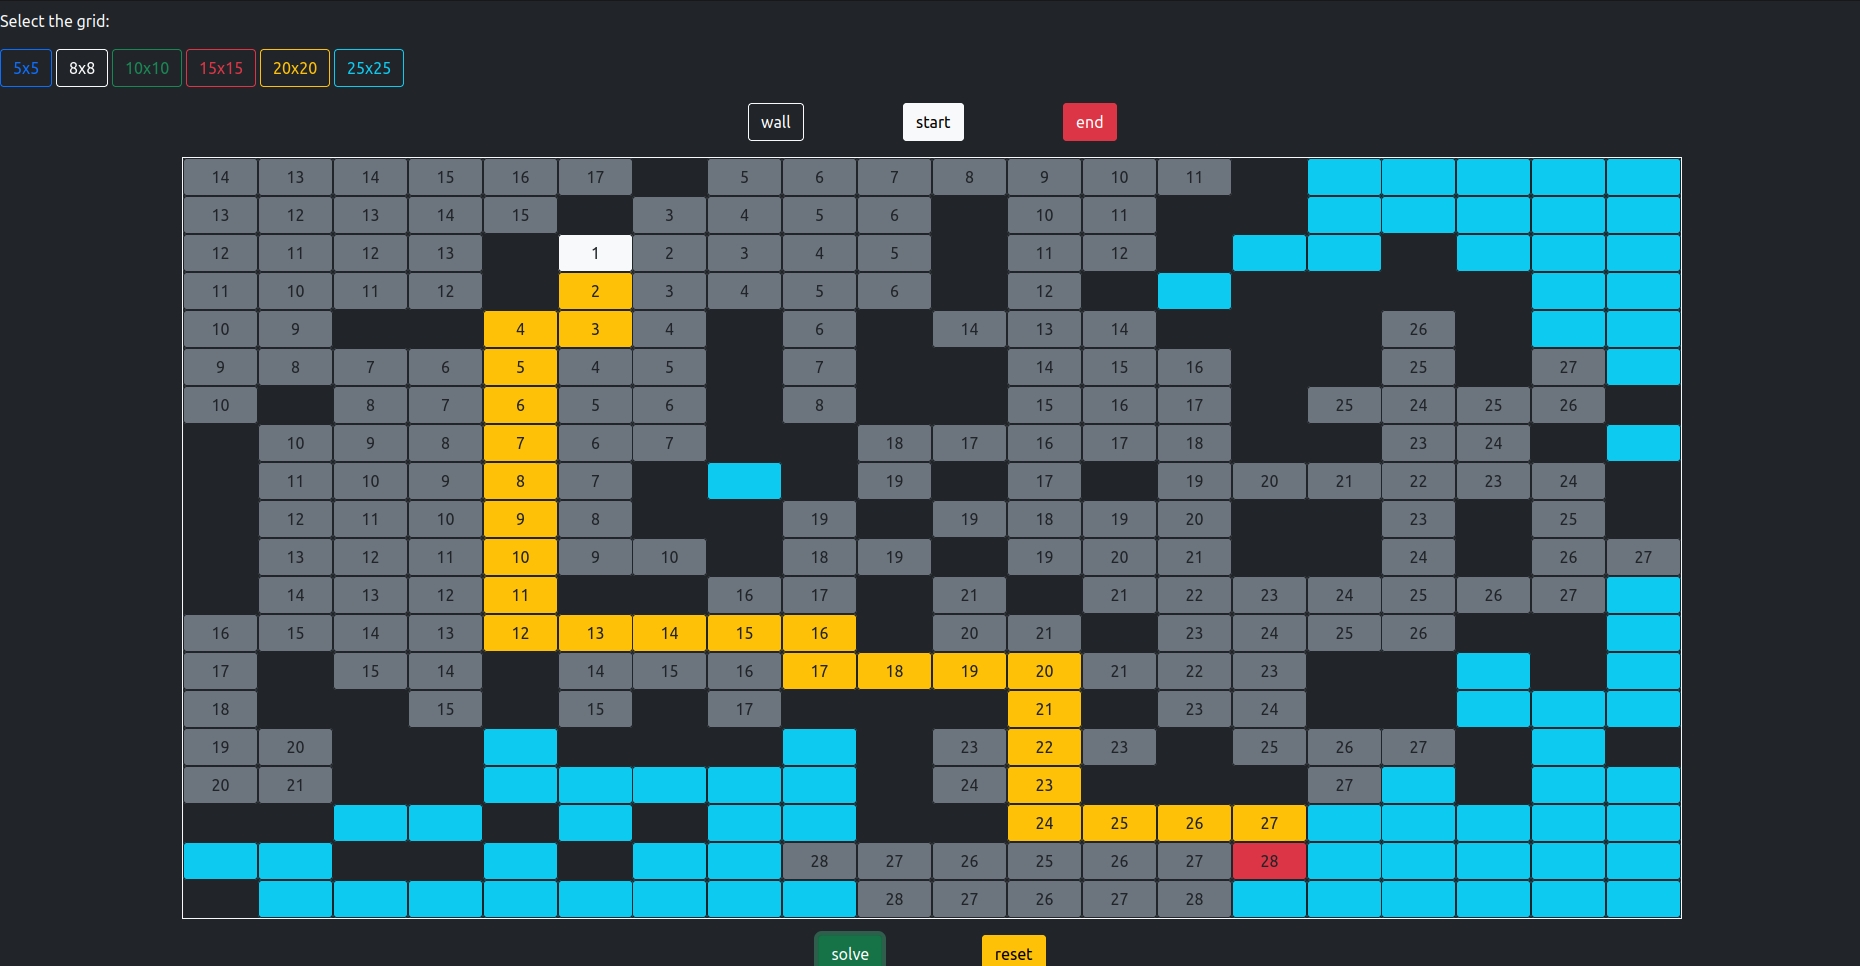 Select the grid:
5x5 8x8 10x10 15x15 20x20 25x25
wall start end
14 13 14 15 16 17 5 6 7 8 9 10 11
13 12 13 14 15 3 4 5 6 10 11
12 11 12 13 1 2 3 4 5 11 12
11 10 11 12 2 3 4 5 6 12
10 9 4 3 4 6 14 13 14 26
9 8 7 6 5 4 5 7 14 15 16 25 27
10 8 7 6 5 6 8 15 16 17 25 24 25 26
10 9 8 7 6 7 18 17 16 17 18 23 24
11 10 9 8 7 19 17 19 20 21 22 23 24
12 11 10 9 8 19 19 18 19 20 23 25
13 12 11 10 9 10 18 19 19 20 21 24 26 27
14 13 12 11 16 17 21 21 22 23 24 25 26 27
16 15 14 13 12 13 14 15 16 20 21 23 24 25 26
17 15 14 14 15 16 17 18 19 20 21 22 23
18 15 15 17 21 23 24
19 20 23 22 23 25 26 27
20 21 24 23 27
24 25 26 27
28 27 26 25 26 27 28
28 27 26 27 28
solve reset